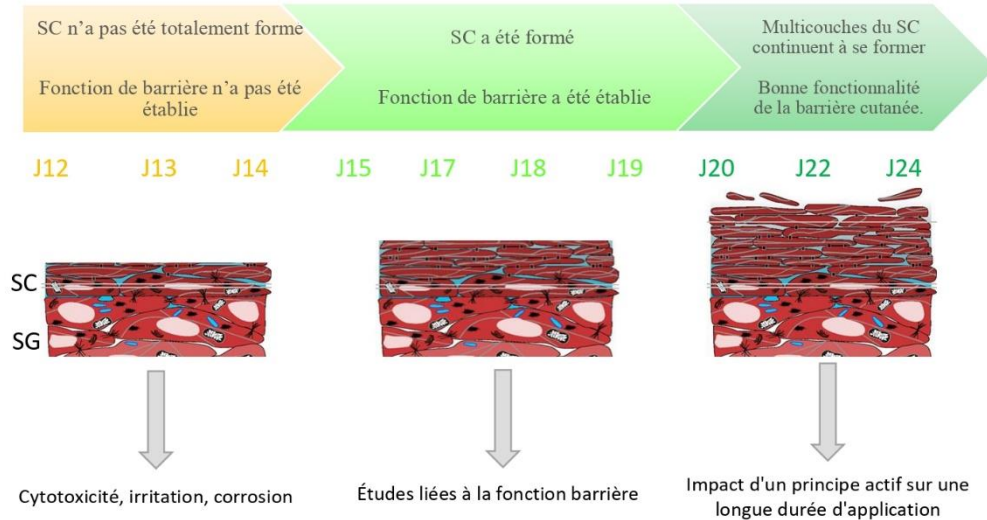 SC n'a pas été totalement forme
Fonction de barrière n'a pas été
établie
SC a été formé
Fonction de barrière a été établie
Multicouches du SC
continuent à se former
Bonne fonctionnalité
de la barrière cutanée.
J12 J13 J14 J15 J17 J18 J19 J20 J22 J24
SC
SG
Cytotoxicité, irritation, corrosion
Études liées à la fonction barrière
Impact d'un principe actif sur une
longue durée d'application